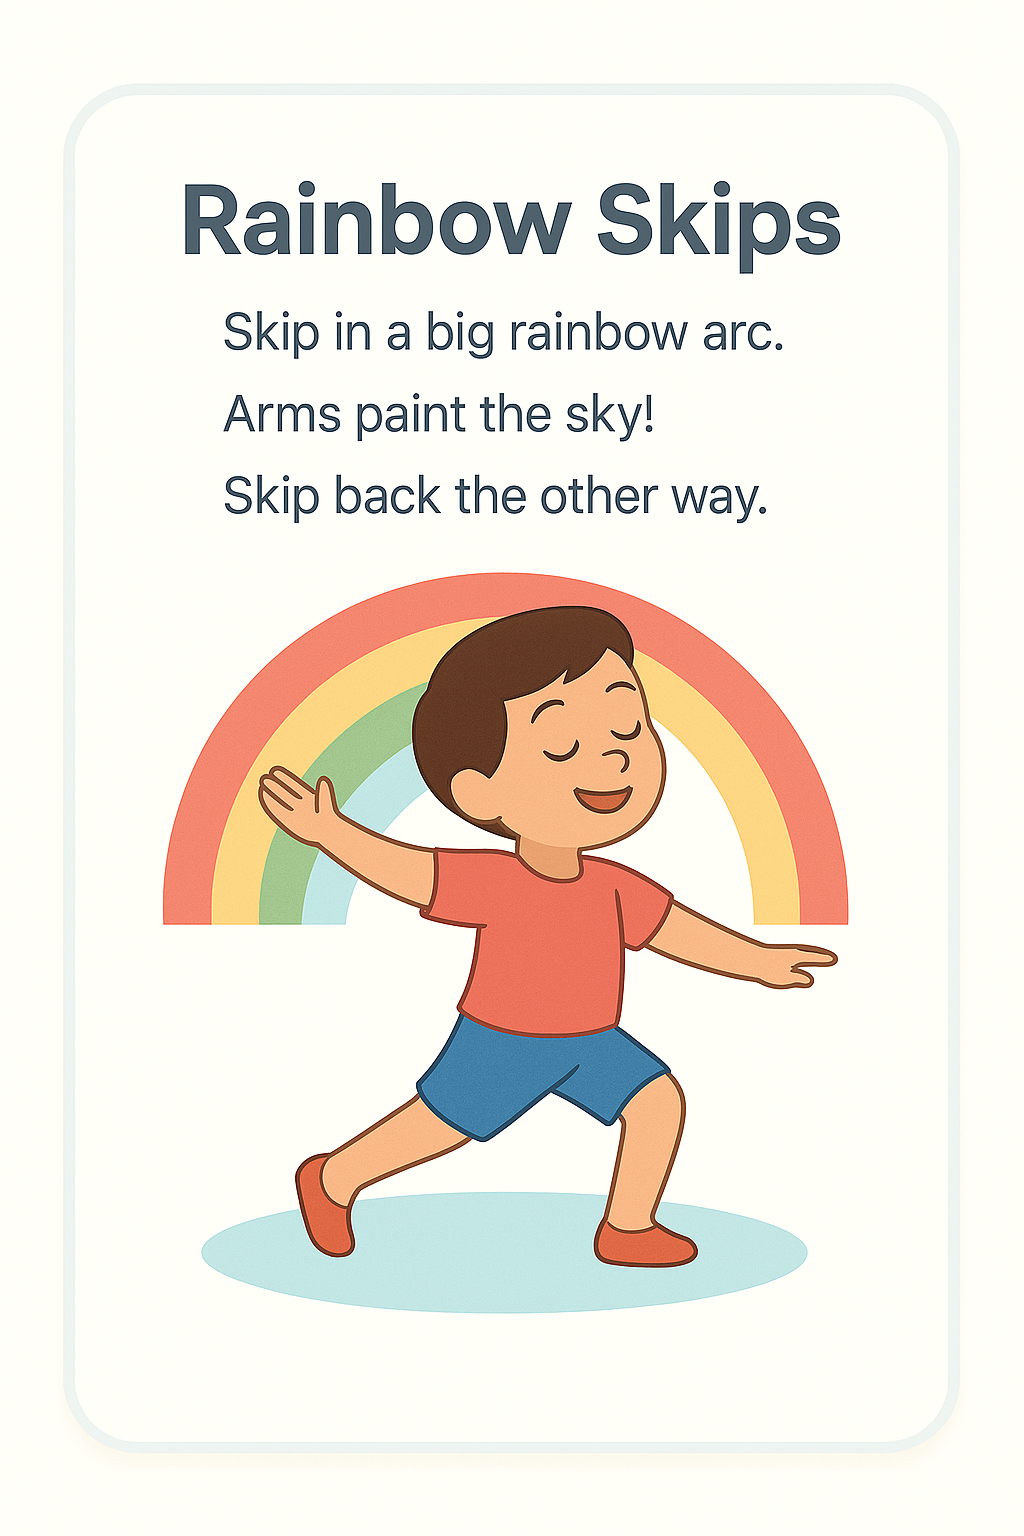 Rainbow Skips
Skip in a big rainbow arc.
Arms paint the sky!
Skip back the other way.